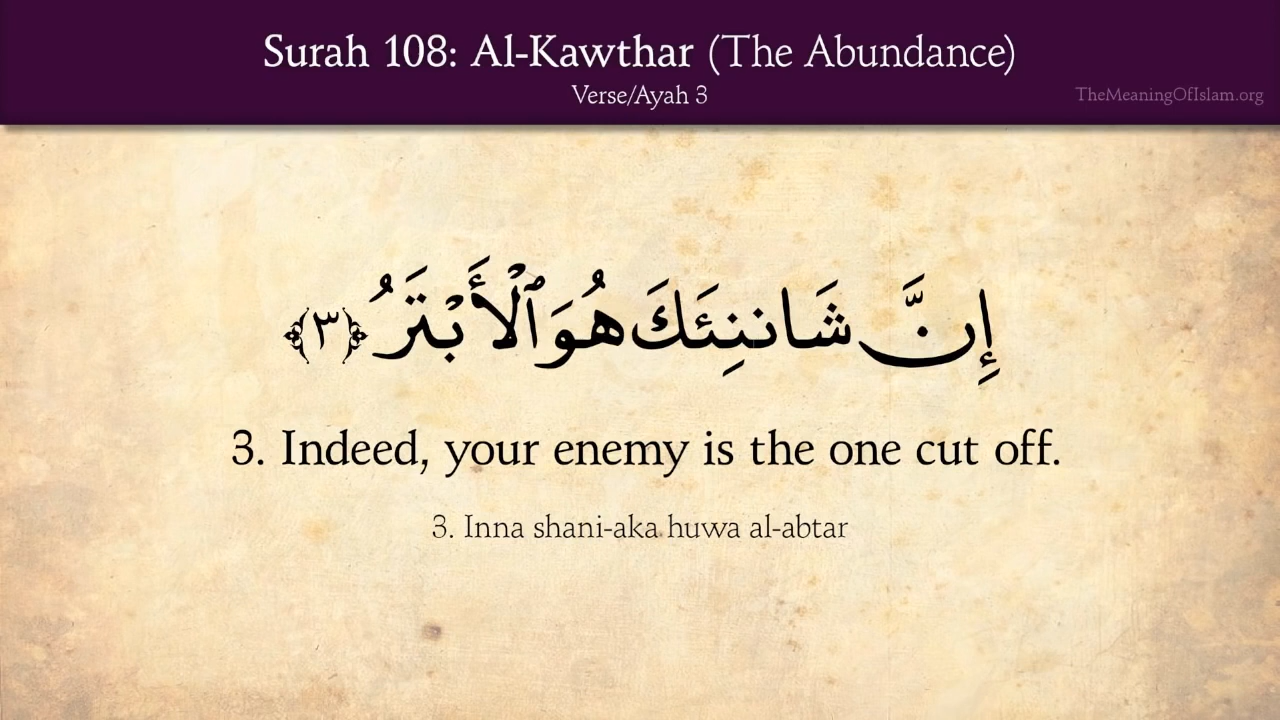 Surah 108: Al-Kawthar (The Abundance)
Verse/Ayah 3
TheMeaningOfIslam.org
إِنَّ شَاننِئَكَ هُوَ ٱلْأَبْتَرُ ﴿٣﴾
3. Indeed, your enemy is the one cut off.
3. Inna shani-aka huwa al-abtar